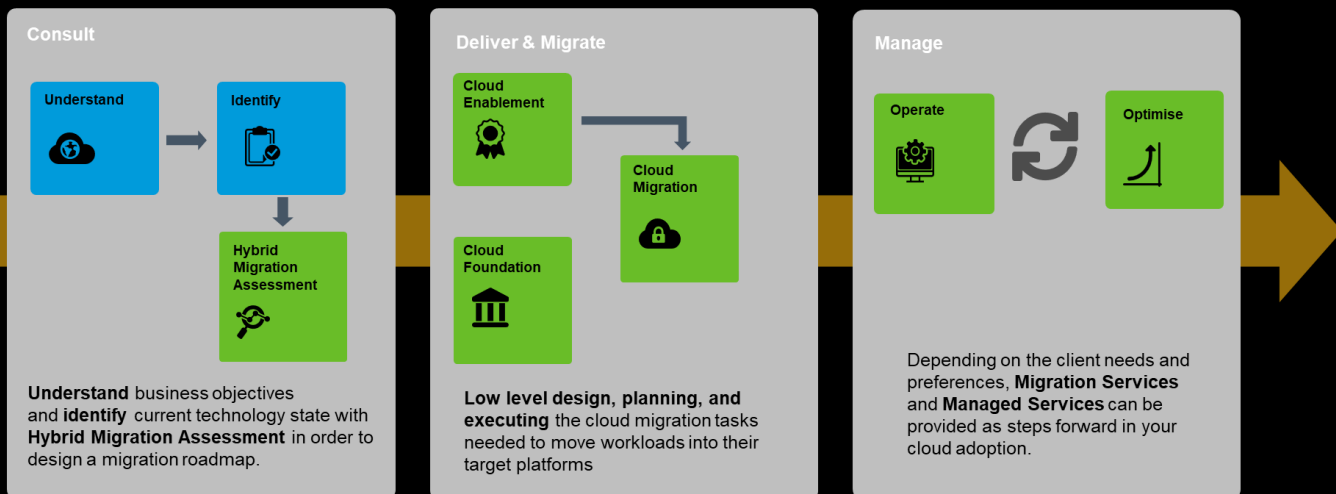 Consult
Understand
Identify
Hybrid
Migration
Assessment
Understand business objectives
and identify current technology state with
Hybrid Migration Assessment in order to
design a migration roadmap.
Deliver & Migrate
Cloud
Enablement
Cloud
Migration
Cloud
Foundation
Low level design, planning, and
executing the cloud migration tasks
needed to move workloads into their
target platforms
Manage
Operate
Optimise
Depending on the client needs and
preferences, Migration Services
and Managed Services can be
provided as steps forward in your
cloud adoption.